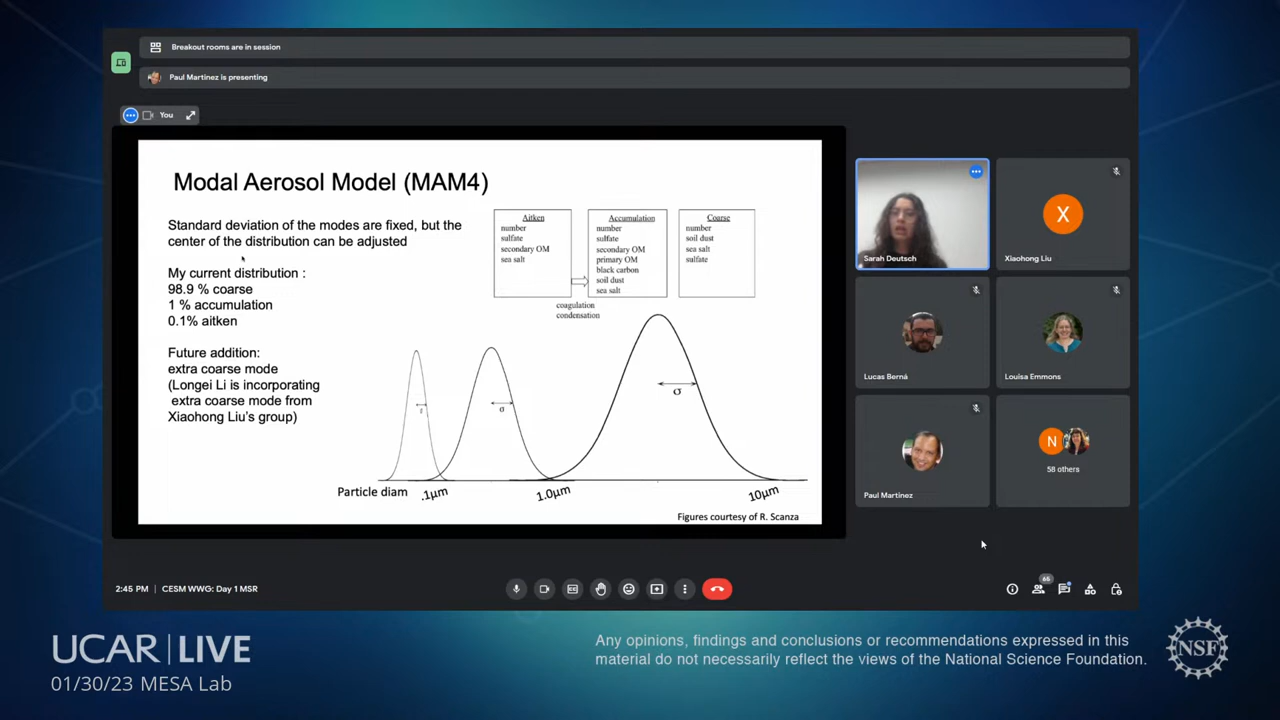 Breakout rooms are in session
Paul Martinez is presenting
You
Modal Aerosol Model (MAM4)
Standard deviation of the modes are fixed, but the
center of the distribution can be adjusted
My current distribution :
98.9 % coarse
1 % accumulation
0.1% aitken
Future addition:
extra coarse mode
(Longei Li is incorporating
extra coarse mode from
Xiaohong Liu's group)
Aitken
number
sulfate
secondary OM
sea salt
Accumulation
number
sulfate
secondary OM
primary OM
black carbon
soil dust
sea salt
Coarse
number
soil dust
sea salt
sulfate
coagulation
condensation
σ
σ
Particle diam
.1μm
1.0μm
10μm
Figures courtesy of R. Scanza
Sarah Deutsch
X
Xiaohong Liu
Lucas Berná
Louisa Emmons
Paul Martinez
N
58 others
2:45 PM | CESM WWG: Day 1 MSR
65
UCAR | LIVE
01/30/23 MESA Lab
Any opinions, findings and conclusions or recommendations expressed in this
material do not necessarily reflect the views of the National Science Foundation.
NSF